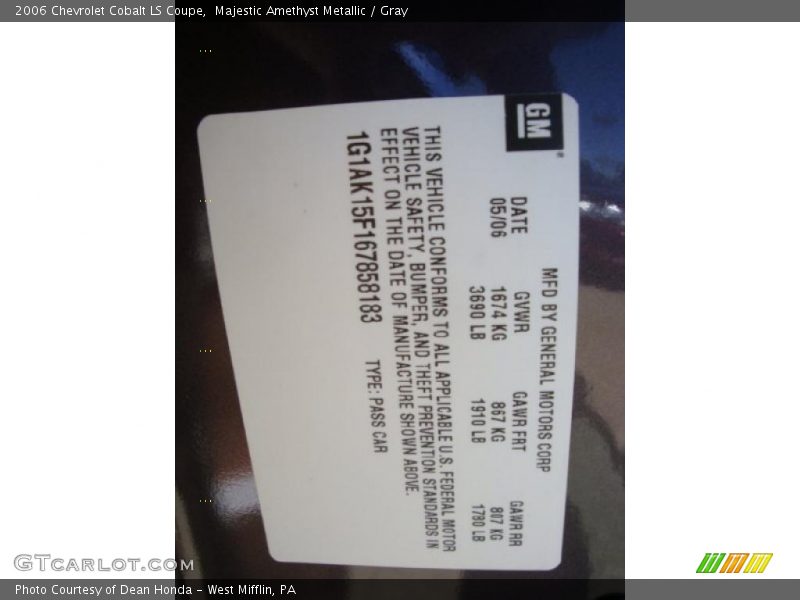 2006 Chevrolet Cobalt LS Coupe,  Majestic Amethyst Metallic / Gray
GM
MFD BY GENERAL MOTORS CORP
DATE GVWR GAWR FRT GAWR RR
05/06 1674 KG 867 KG 807 KG
3690 LB 1910 LB 1780 LB
THIS VEHICLE CONFORMS TO ALL APPLICABLE U.S. FEDERAL MOTOR
VEHICLE SAFETY, BUMPER, AND THEFT PREVENTION STANDARDS IN
EFFECT ON THE DATE OF MANUFACTURE SHOWN ABOVE.
1G1AK15F167858183 TYPE: PASS CAR
GTCarLot.com
Photo Courtesy of Dean Honda - West Mifflin, PA